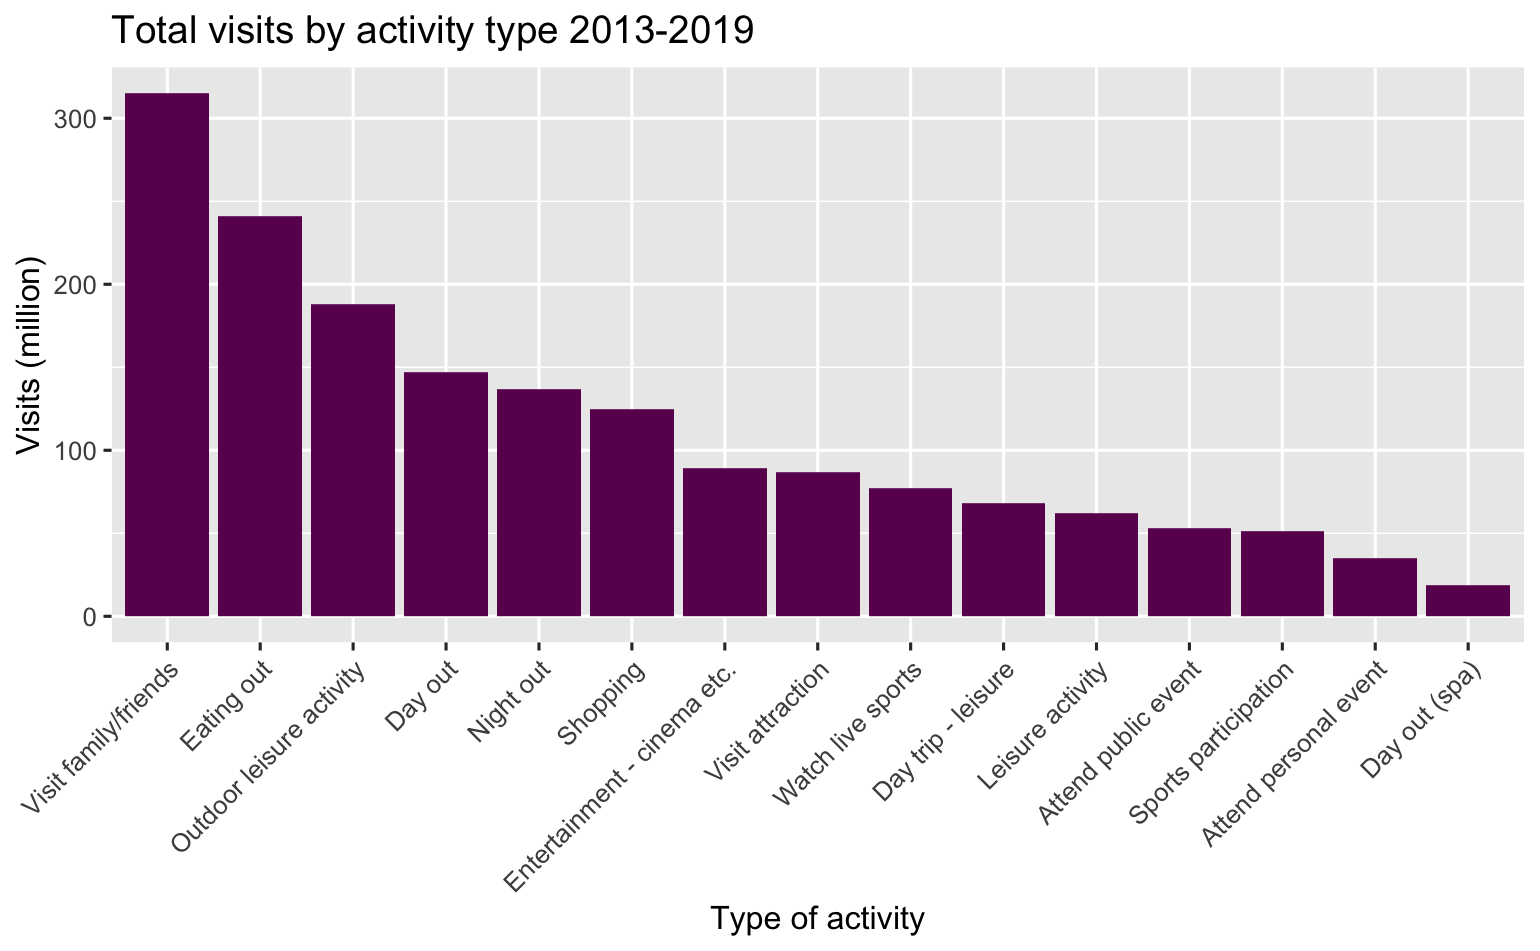 Total visits by activity type 2013-2019
Visits (million)
300
200
100
0
Visit family/friends
Eating out
Outdoor leisure activity
Day out
Night out
Shopping
Entertainment - cinema etc.
Visit attraction
Watch live sports
Day trip - leisure
Leisure activity
Attend public event
Sports participation
Attend personal event
Day out (spa)
Type of activity